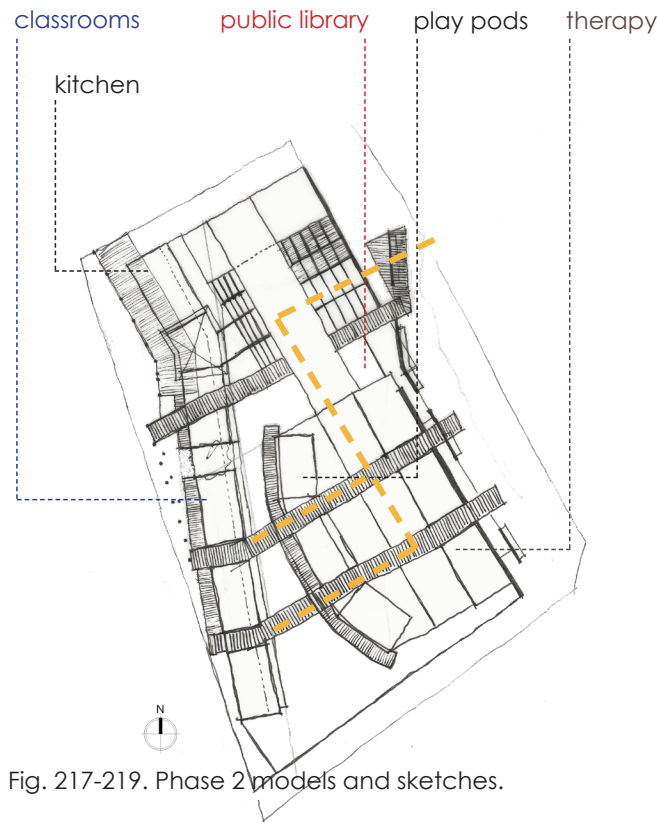 classrooms
public library
play pods
therapy
kitchen
N
Fig. 217-219. Phase 2 models and sketches.